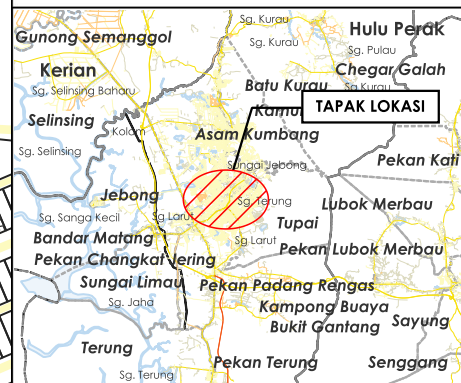 Sg. Kurau
Gunong Semanggol
Hulu Perak
Sg. Kurau
Sg. Pulau
Kerian
Chegar Galah
Sg. Selinsing Baharu
Batu Kurau
Sg. Kurau
TAPAK LOKASI
Selinsing
Kolam
Asam Kumbang
Sg. Selinsing
Sungai Jebong
Pekan Kati
Jebong
Sg. Terung
Lubok Merbau
Sg. Sanga Kecil
Sg. Larut
Tupai
Bandar Matang
Sg. Larut
Pekan Lubok Merbau
Pekan Changkat Jering
Sungai Limau
Pekan Padang Rengas
Sg. Jaha
Kampong Buaya
Bukit Gantang
Sayung
Terung
Pekan Terung
Senggang
Sg. Terung